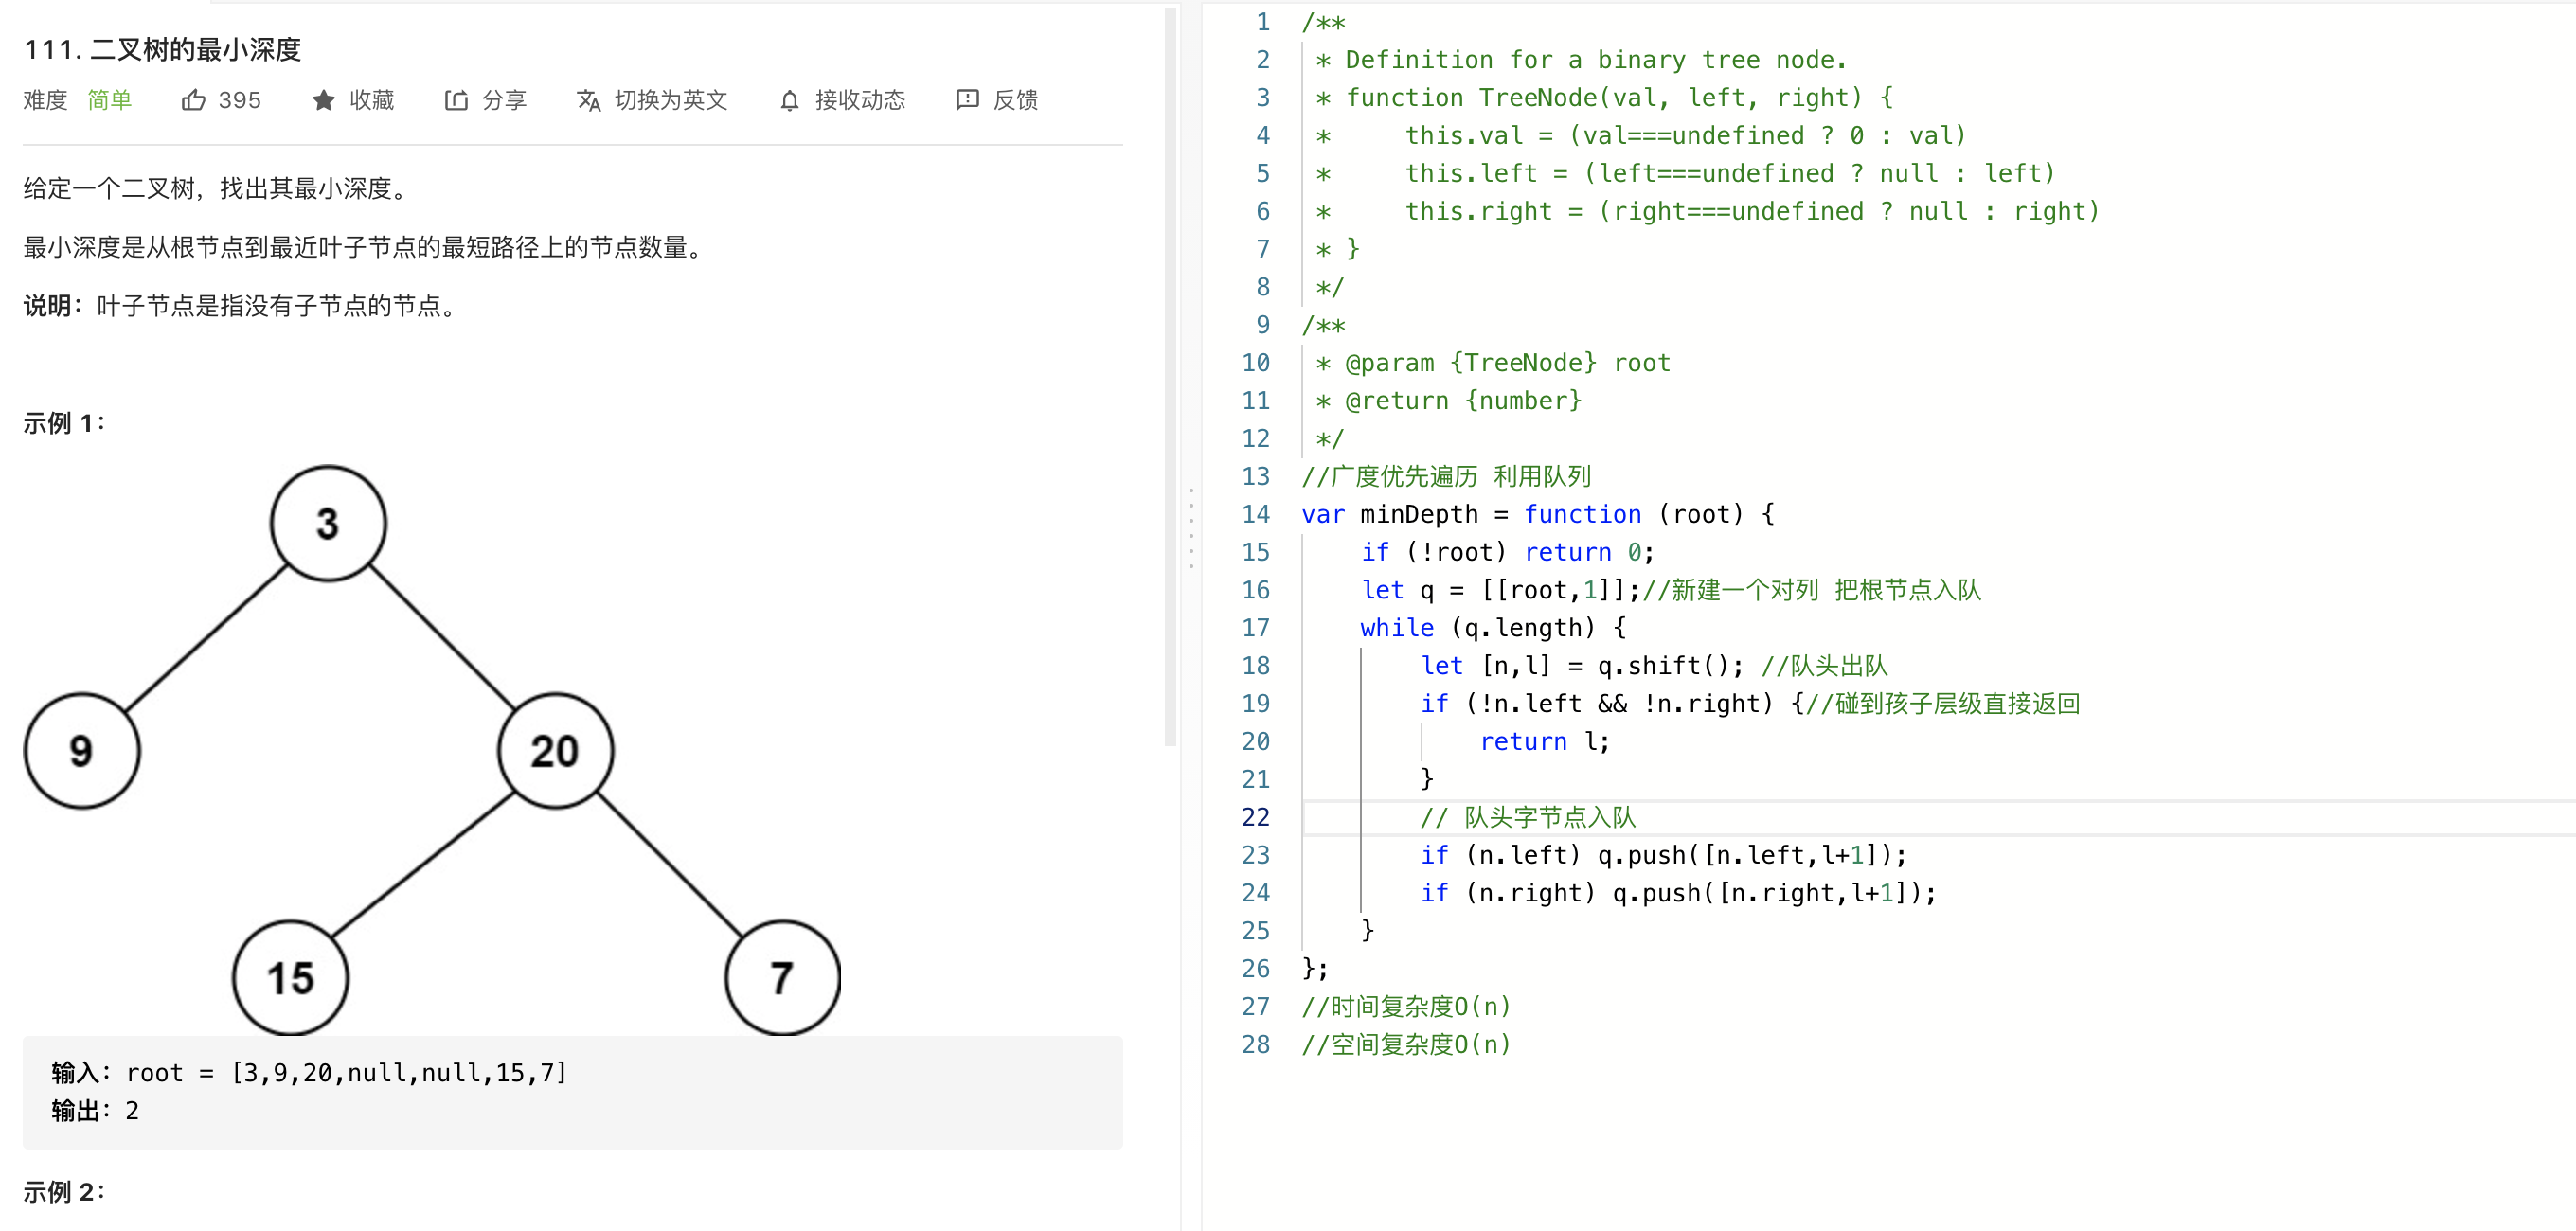 111. 二叉树的最小深度
难度 简单 395 收藏 分享 切换为英文 接收动态 反馈
给定一个二叉树，找出其最小深度。
最小深度是从根节点到最近叶子节点的最短路径上的节点数量。
说明：叶子节点是指没有子节点的节点。
示例 1：
3
9
20
15
7
输入：root = [3,9,20,null,null,15,7]
输出：2
示例 2：
1 /**
2  * Definition for a binary tree node.
3  * function TreeNode(val, left, right) {
4  *     this.val = (val===undefined ? 0 : val)
5  *     this.left = (left===undefined ? null : left)
6  *     this.right = (right===undefined ? null : right)
7  * }
8  */
9 /**
10  * @param {TreeNode} root
11  * @return {number}
12  */
13 //广度优先遍历 利用队列
14 var minDepth = function (root) {
15     if (!root) return 0;
16     let q = [[root,1]];//新建一个对列 把根节点入队
17     while (q.length) {
18         let [n,l] = q.shift(); //队头出队
19         if (!n.left && !n.right) {//碰到孩子层级直接返回
20             return l;
21         }
22         // 队头字节点入队
23         if (n.left) q.push([n.left,l+1]);
24         if (n.right) q.push([n.right,l+1]);
25     }
26 };
27 //时间复杂度O(n)
28 //空间复杂度O(n)